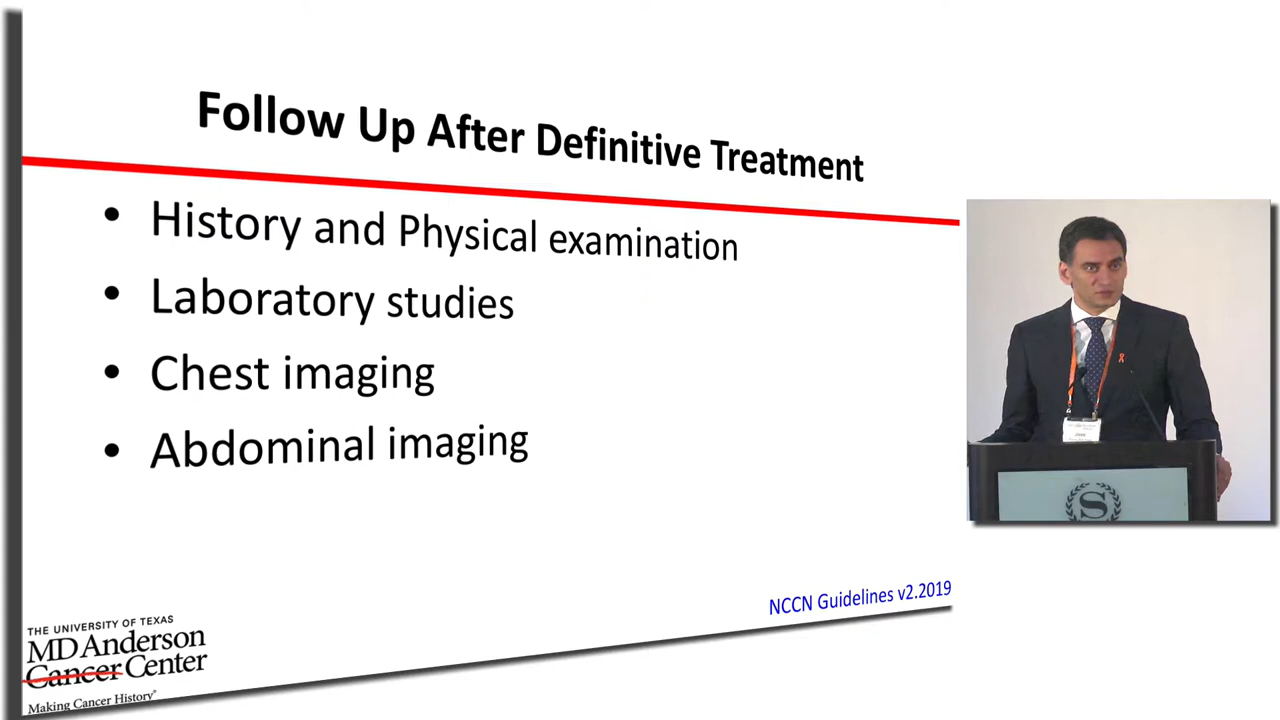 Follow Up After Definitive Treatment
• History and Physical examination
• Laboratory studies
• Chest imaging
• Abdominal imaging
NCCN Guidelines v2.2019
THE UNIVERSITY OF TEXAS
MD Anderson
Cancer Center
Making Cancer History®
S